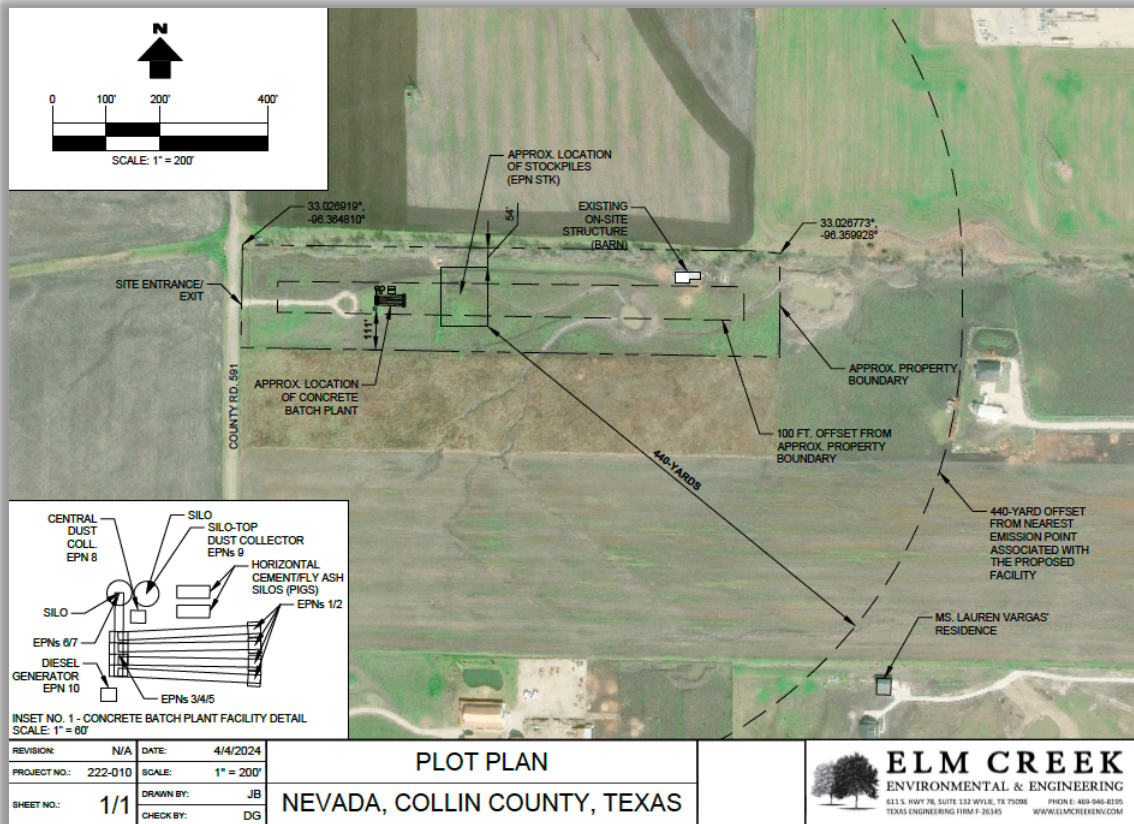 N
0 100' 200' 400'
SCALE: 1" = 200'
APPROX. LOCATION
OF STOCKPILES
(EPN STK)
54'
33.026919°,
-96.364810°
EXISTING
ON-SITE
STRUCTURE
(BARN)
33.026773°,
-96.359928°
SITE ENTRANCE/
EXIT
111'
COUNTY RD. 591
APPROX. LOCATION
OF CONCRETE
BATCH PLANT
APPROX. PROPERTY
BOUNDARY
100 FT. OFFSET FROM
APPROX. PROPERTY
BOUNDARY
440-YARDS
440-YARD OFFSET
FROM NEAREST
EMISSION POINT
ASSOCIATED WITH
THE PROPOSED
FACILITY
MS. LAUREN VARGAS'
RESIDENCE
CENTRAL
DUST
COLL.
EPN 8
SILO
SILO-TOP
DUST COLLECTOR
EPNs 9
HORIZONTAL
CEMENT/FLY ASH
SILOS (PIGS)
EPNs 1/2
SILO
EPNs 6/7
DIESEL
GENERATOR
EPN 10
EPNs 3/4/5
INSET NO. 1 - CONCRETE BATCH PLANT FACILITY DETAIL
SCALE: 1" = 60'
REVISION: N/A DATE: 4/4/2024
PROJECT NO.: 222-010 SCALE: 1" = 200'
SHEET NO.: 1/1 DRAWN BY: JB
CHECK BY: DG
PLOT PLAN
NEVADA, COLLIN COUNTY, TEXAS
ELM CREEK
ENVIRONMENTAL & ENGINEERING
611 S. HWY 78, SUITE 132 WYLIE, TX 75098 PHONE: 469-946-8195
TEXAS ENGINEERING FIRM F-26145 WWW.ELMCREEKENV.COM